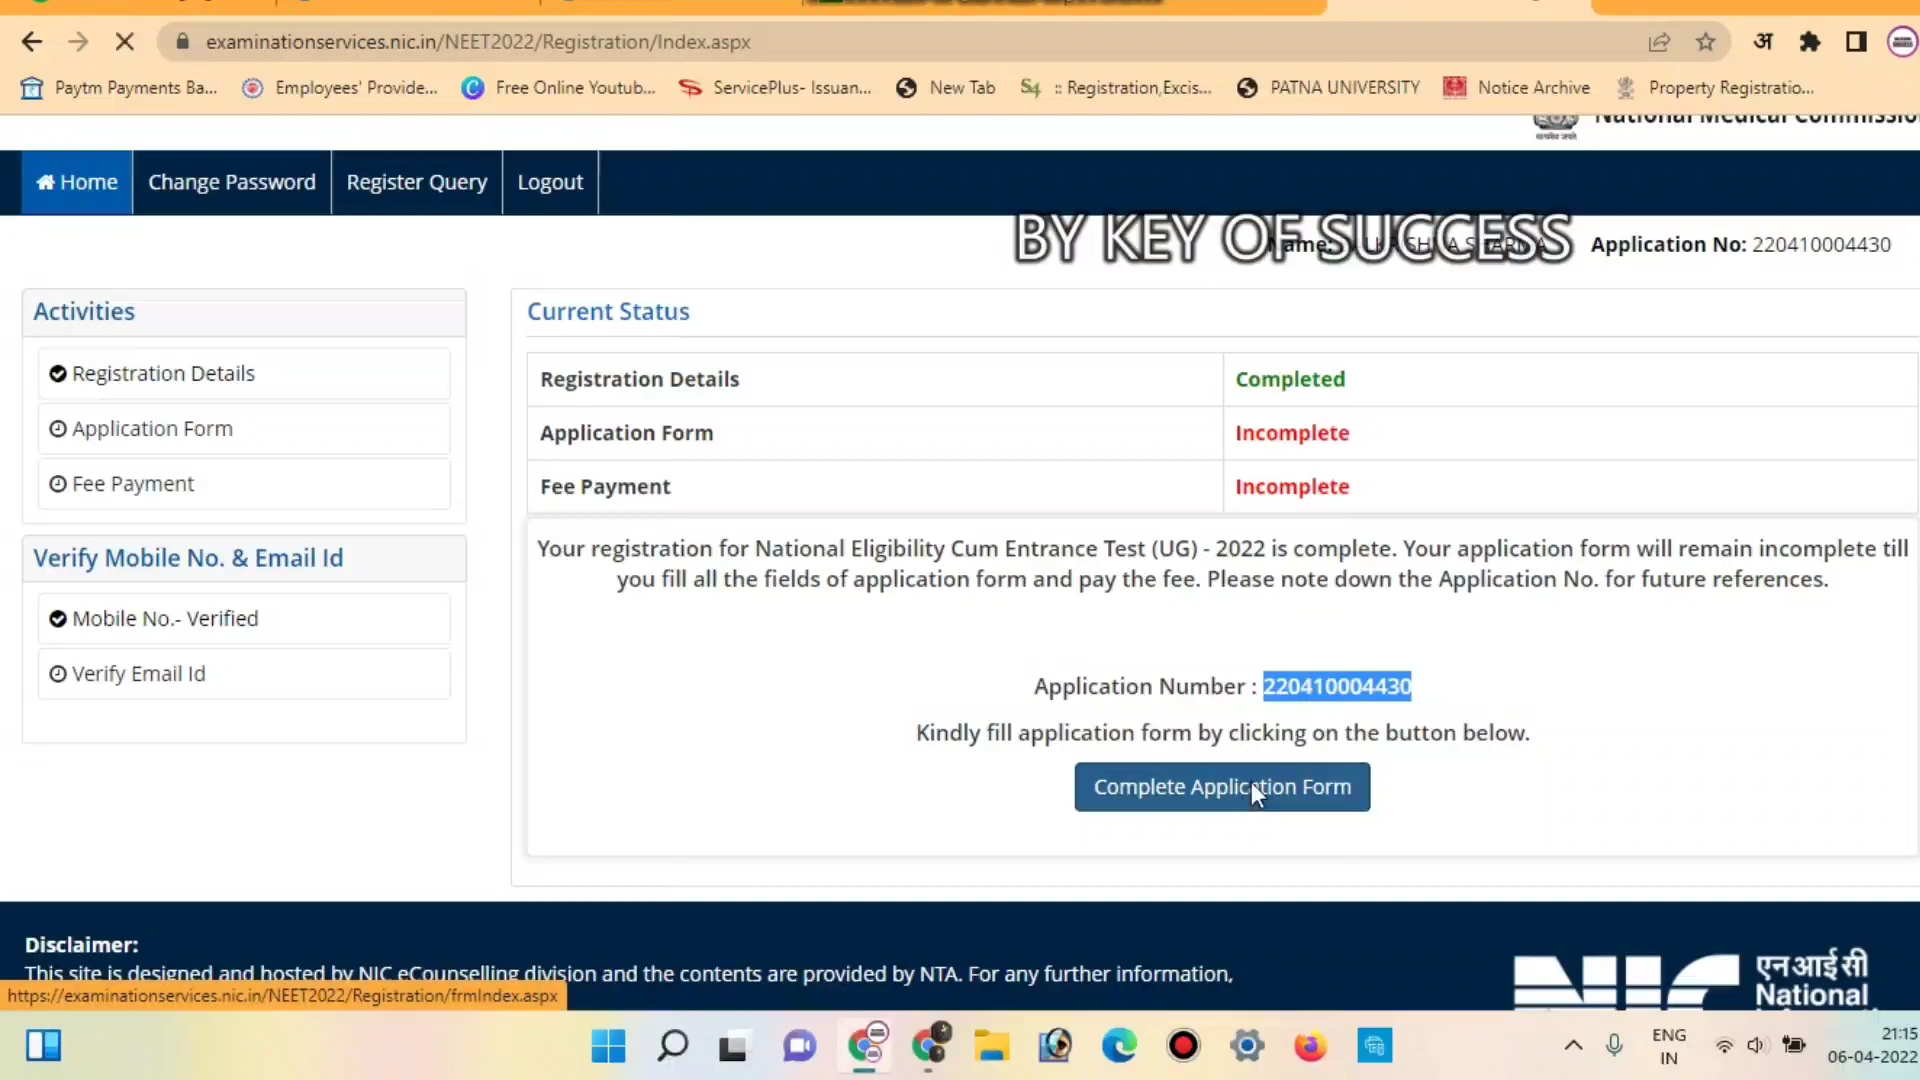 examinationservices.nic.in/NEET2022/Registration/Index.aspx
अ
Paytm Payments Ba...
Employees' Provide...
Free Online Youtub...
ServicePlus- Issuan...
New Tab
:: Registration,Excis...
PATNA UNIVERSITY
Notice Archive
Property Registratio...
National Medical Commissio
Home
Change Password
Register Query
Logout
BY KEY OF SUCCESS
Application No: 220410004430
Activities
Registration Details
Application Form
Fee Payment
Verify Mobile No. & Email Id
Mobile No.- Verified
Verify Email Id
Current Status
Registration Details Completed
Application Form Incomplete
Fee Payment Incomplete
Your registration for National Eligibility Cum Entrance Test (UG) - 2022 is complete. Your application form will remain incomplete till
you fill all the fields of application form and pay the fee. Please note down the Application No. for future references.
Application Number : 220410004430
Kindly fill application form by clicking on the button below.
Complete Application Form
Disclaimer:
This site is designed and hosted by NIC eCounselling division and the contents are provided by NTA. For any further information,
https://examinationservices.nic.in/NEET2022/Registration/frmIndex.aspx
NIC
एन आई सी
National
ENG
IN
21:15
06-04-2022